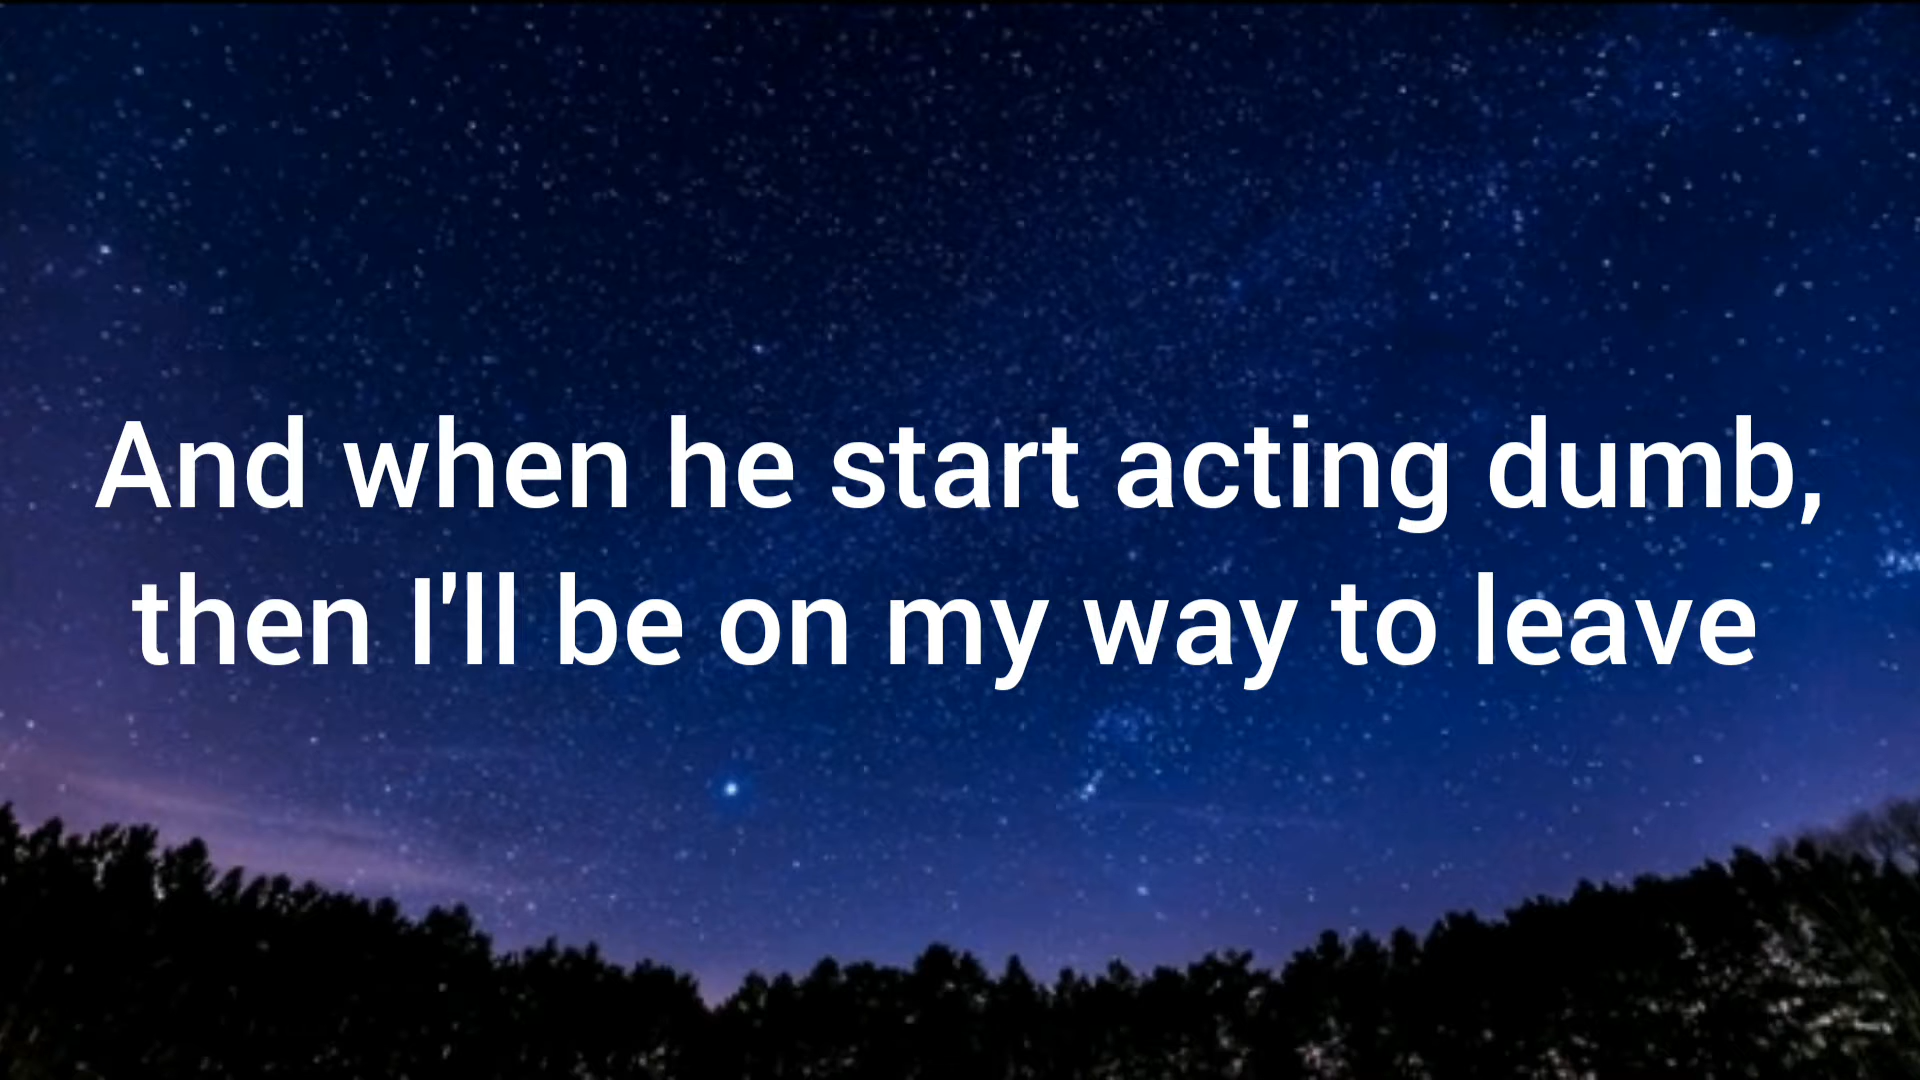 And when he start acting dumb,
then I'll be on my way to leave